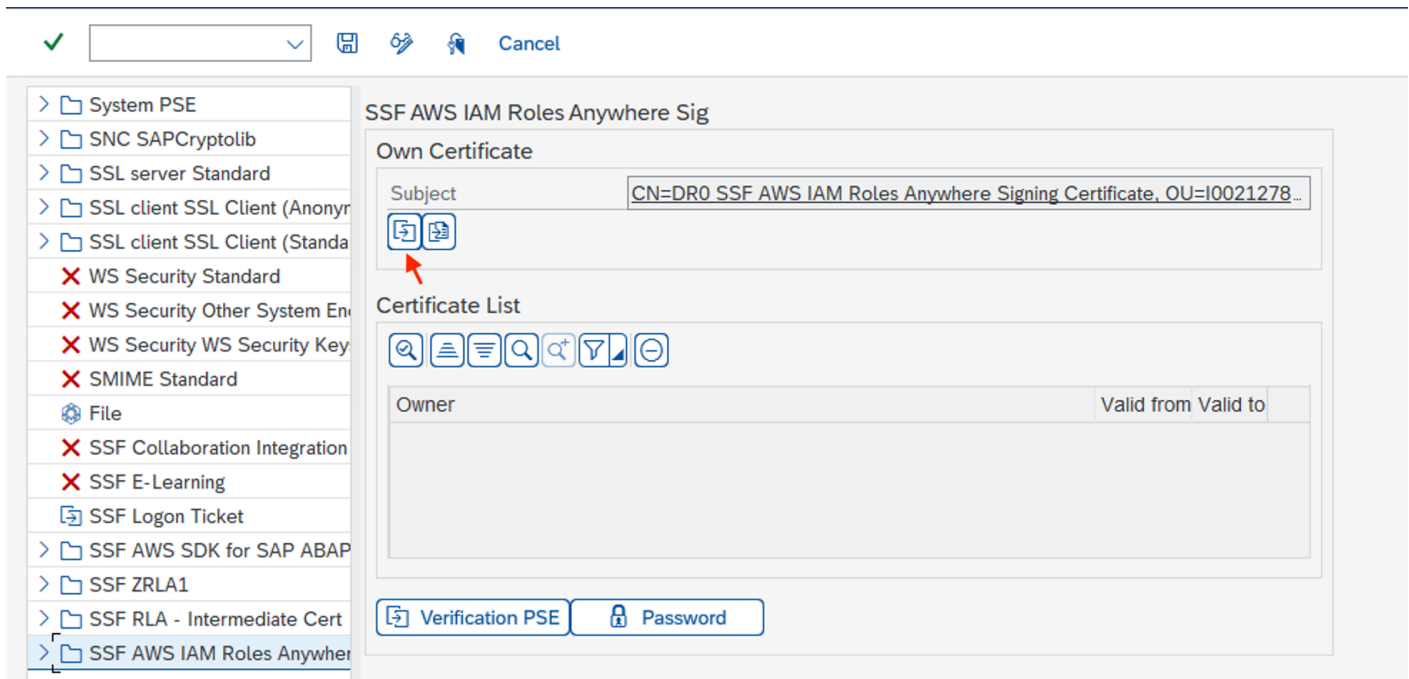 Cancel
System PSE
SNC SAPCryptolib
SSL server Standard
SSL client SSL Client (Anonyr
SSL client SSL Client (Standa
WS Security Standard
WS Security Other System En
WS Security WS Security Key
SMIME Standard
File
SSF Collaboration Integration
SSF E-Learning
SSF Logon Ticket
SSF AWS SDK for SAP ABAP
SSF ZRLA1
SSF RLA - Intermediate Cert
SSF AWS IAM Roles Anywher
SSF AWS IAM Roles Anywhere Sig
Own Certificate
Subject CN=DR0 SSF AWS IAM Roles Anywhere Signing Certificate, OU=I0021278...
Certificate List
Owner Valid from Valid to
Verification PSE Password